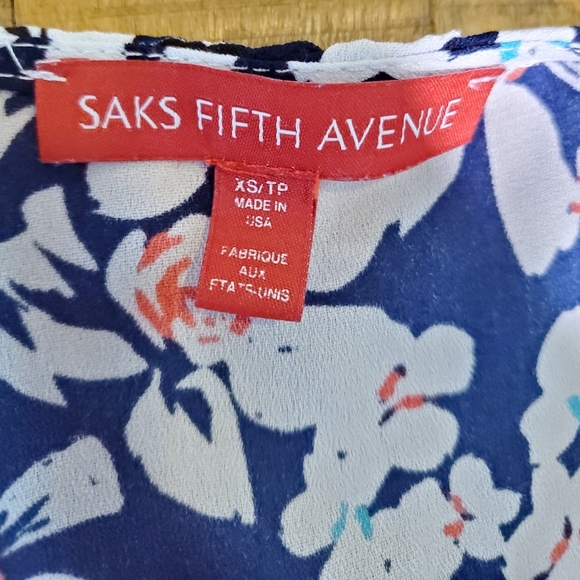 SAKS FIFTH AVENUE
XS/TP
MADE IN
USA
FABRIQUE
AUX
ETATS-UNIS